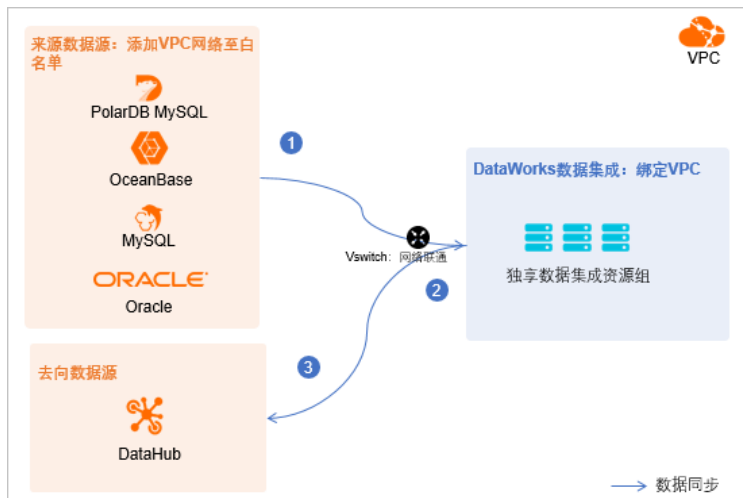 来源数据源：添加VPC网络至白
名单
PolarDB MySQL
OceanBase
MySQL
ORACLE
Oracle
去向数据源
DataHub
1
Vswitch：网络联通
2
3
VPC
DataWorks数据集成：绑定VPC
独享数据集成资源组
数据同步